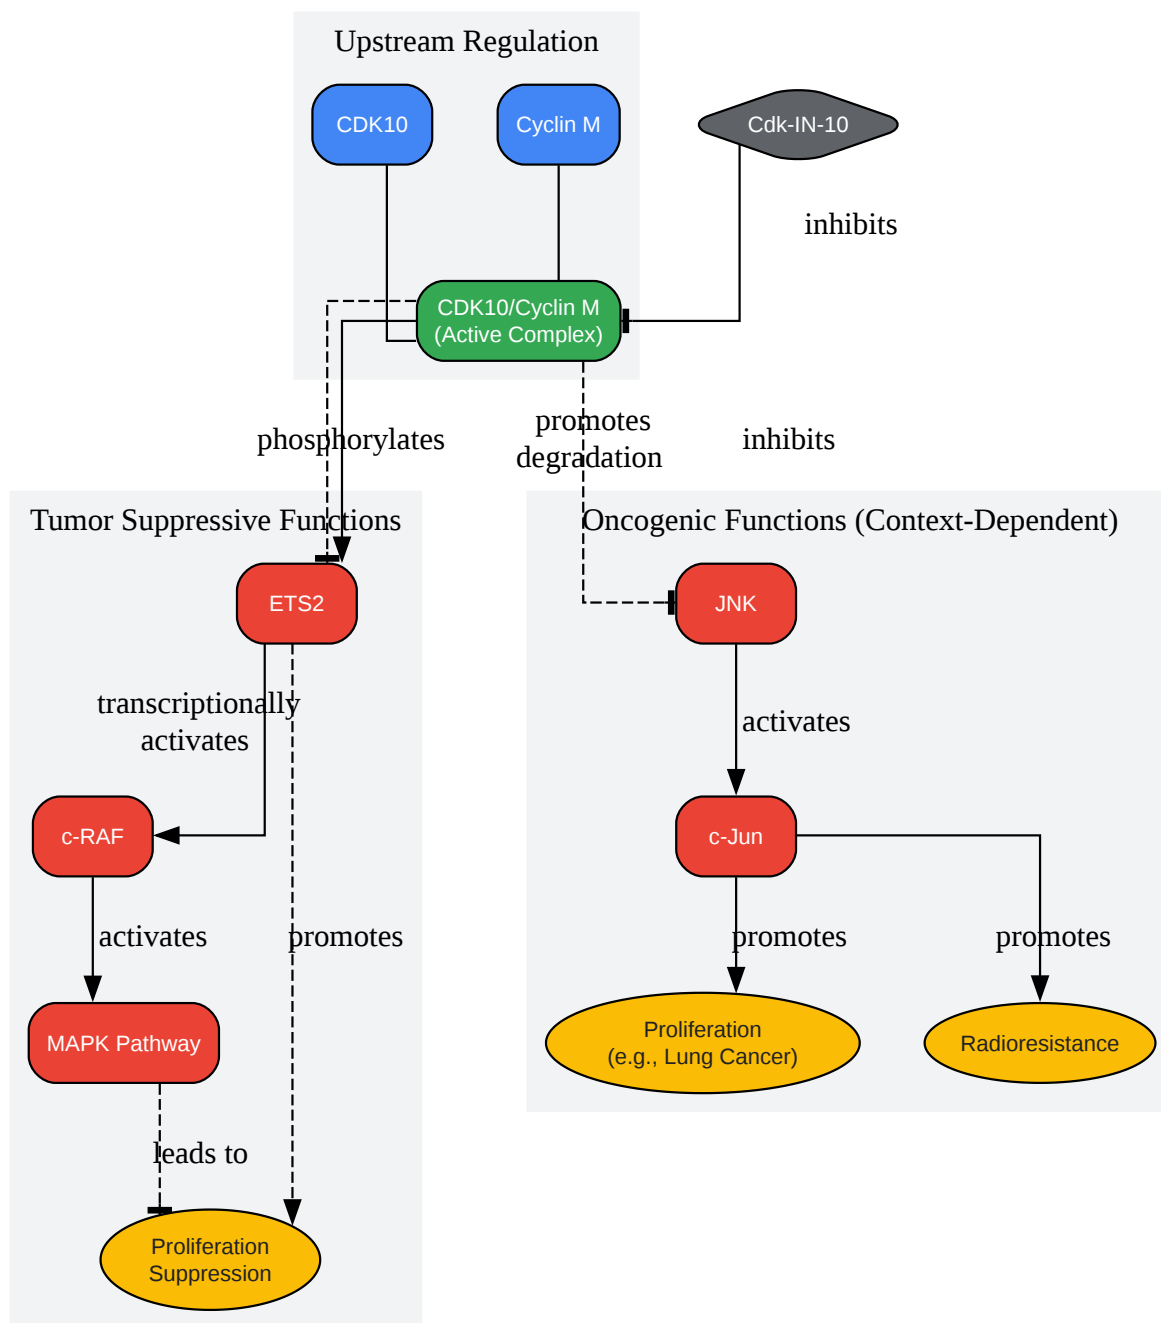 Upstream Regulation
CDK10
Cyclin M
Cdk-IN-10
inhibits
CDK10/Cyclin M
(Active Complex)
phosphorylates
promotes
degradation
inhibits
Tumor Suppressive Functions
Oncogenic Functions (Context-Dependent)
ETS2
JNK
transcriptionally
activates
activates
c-RAF
c-Jun
activates
promotes
promotes
promotes
MAPK Pathway
Proliferation
(e.g., Lung Cancer)
Radioresistance
leads to
Proliferation
Suppression